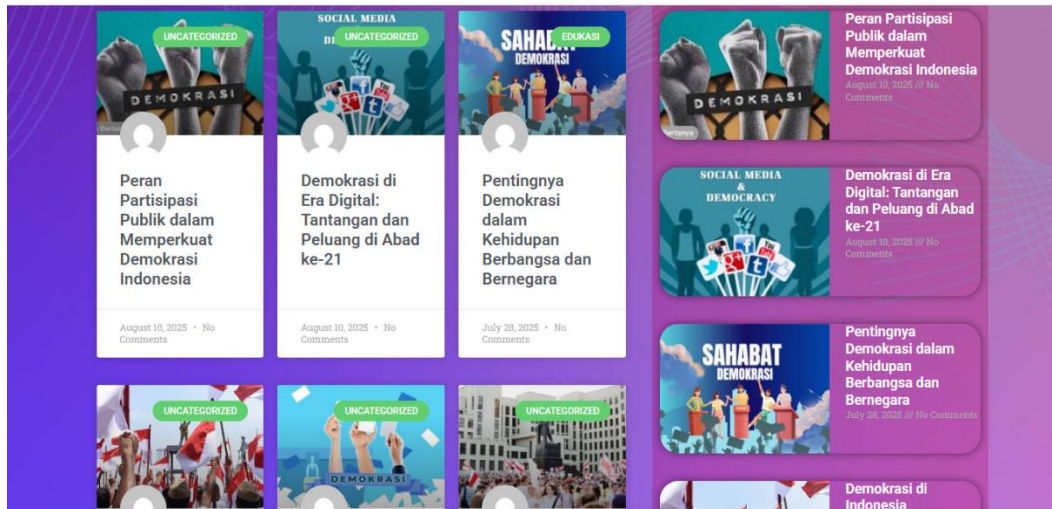 UNCATEGORIZED
DEMOKRASI
Peran
Partisipasi
Publik dalam
Memperkuat
Demokrasi
Indonesia
August 10, 2025 • No
Comments
SOCIAL MEDIA
UNCATEGORIZED
Demokrasi di
Era Digital:
Tantangan dan
Peluang di Abad
ke-21
August 10, 2025 • No
Comments
EDUKASI
SAHABAT
DEMOKRASI
Pentingnya
Demokrasi
dalam
Kehidupan
Berbangsa dan
Bernegara
July 28, 2025 • No
Comments
UNCATEGORIZED
UNCATEGORIZED
DEMOKRASI
UNCATEGORIZED
DEMOKRASI
Bertanya
Peran Partisipasi
Publik dalam
Memperkuat
Demokrasi Indonesia
August 10, 2025 /// No
Comments
SOCIAL MEDIA
&
DEMOCRACY
Demokrasi di Era
Digital: Tantangan
dan Peluang di Abad
ke-21
August 10, 2025 /// No
Comments
SAHABAT
DEMOKRASI
Pentingnya
Demokrasi dalam
Kehidupan
Berbangsa dan
Bernegara
July 28, 2025 /// No Comments
Demokrasi di
Indonesia